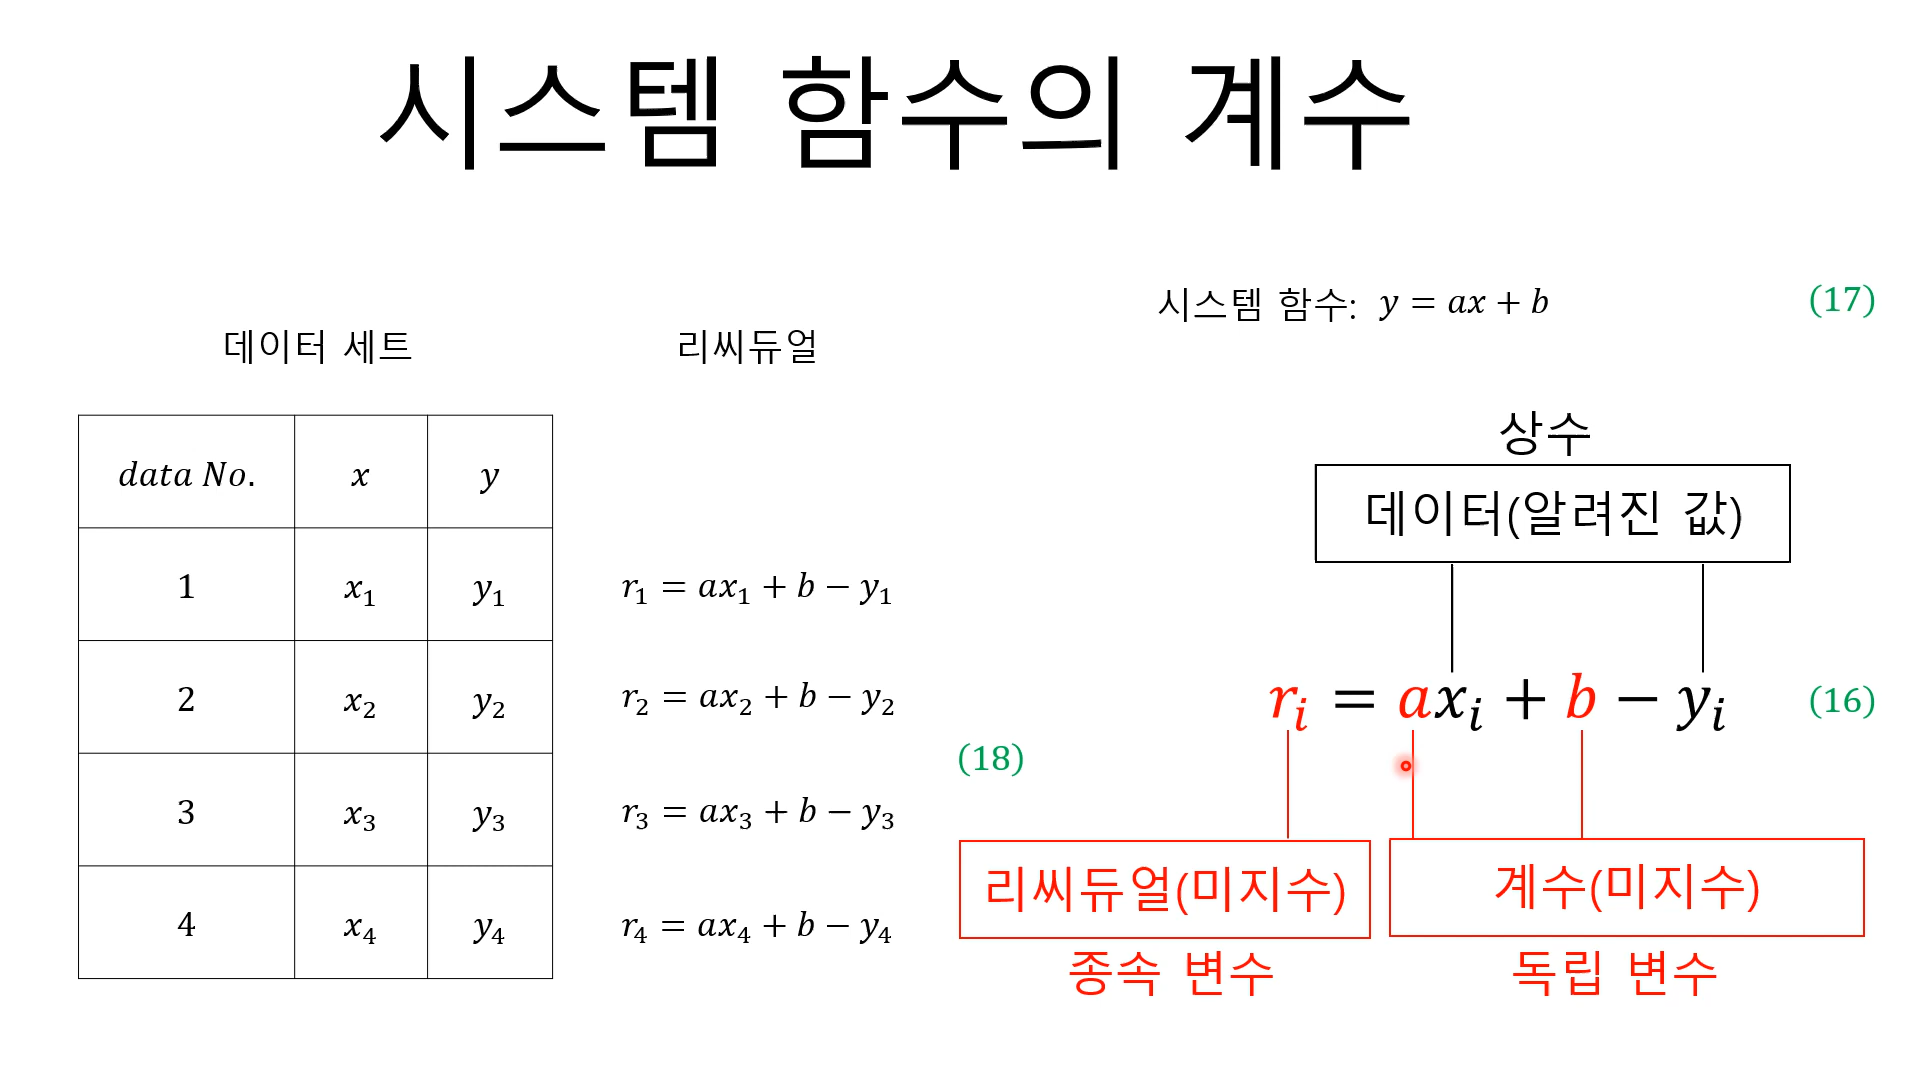 시스템 함수의 계수
시스템 함수: y = ax + b (17)
데이터 세트 리씨듀얼
data No. x y
1 x₁ y₁ r₁ = ax₁ + b − y₁
2 x₂ y₂ r₂ = ax₂ + b − y₂
3 x₃ y₃ r₃ = ax₃ + b − y₃
4 x₄ y₄ r₄ = ax₄ + b − y₄
(18)
상수
데이터(알려진 값)
rᵢ = axᵢ + b − yᵢ (16)
리씨듀얼(미지수) 계수(미지수)
종속 변수 독립 변수